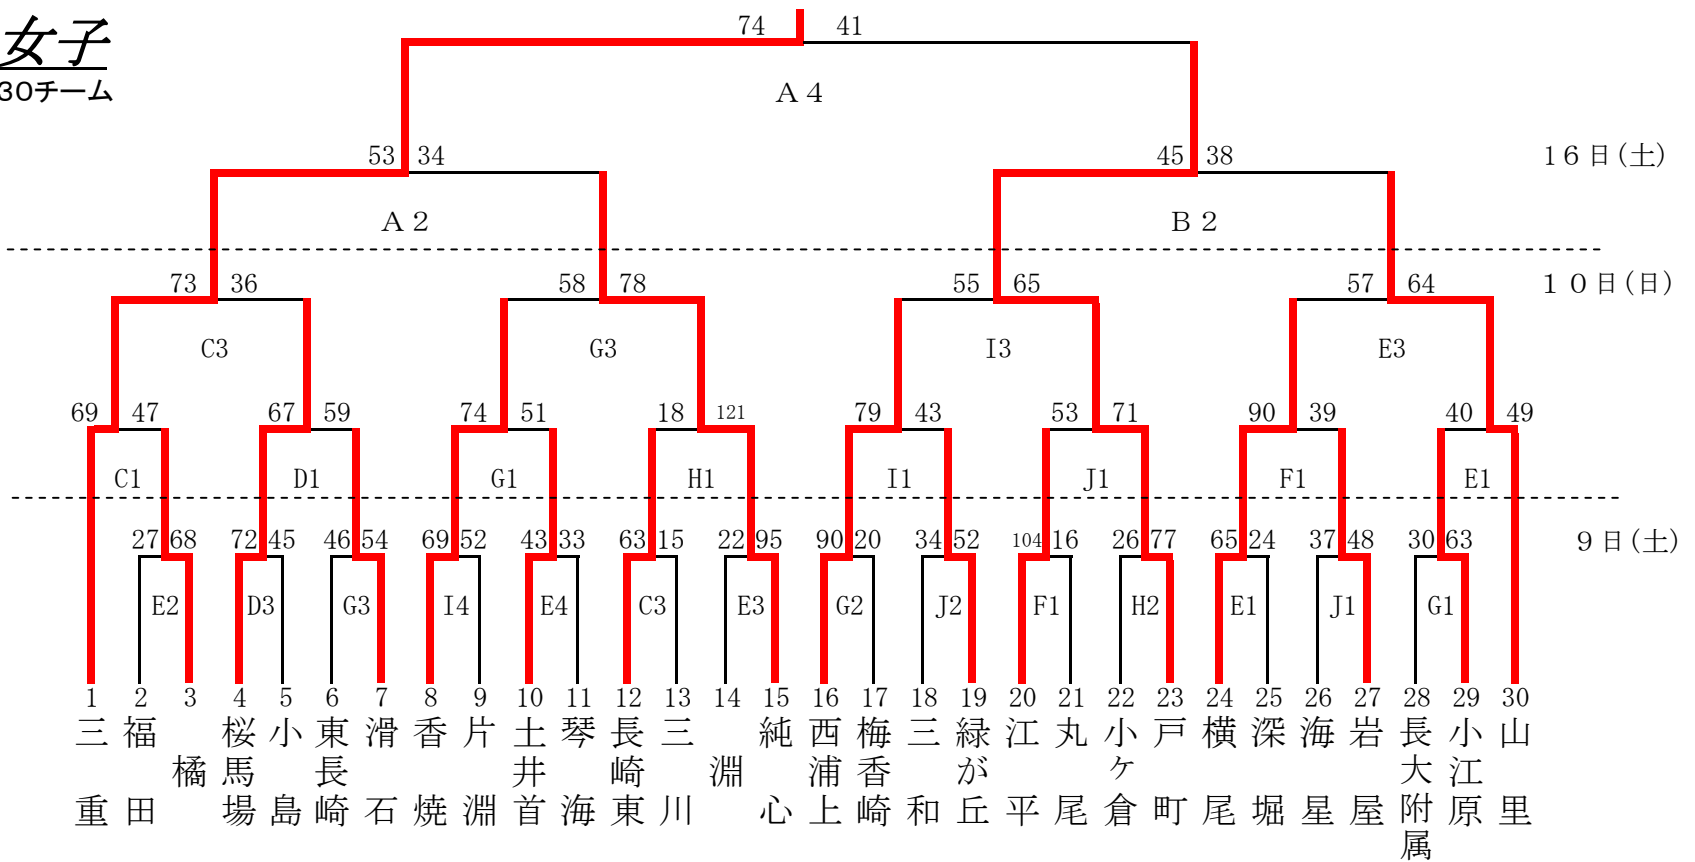 女子
30チーム
74 41
A 4
53 34 45 38 16日(土)
A 2 B 2
73 36 58 78 55 65 57 64 10日(日)
C3 G3 I3 E3
69 47 67 59 74 51 18 121 79 43 53 71 90 39 40 49
C1 D1 G1 H1 I1 J1 F1 E1
27 68 72 45 46 54 69 52 43 33 63 15 22 95 90 20 34 52 104 16 26 77 65 24 37 48 30 63 9日(土)
E2 D3 G3 I4 E4 C3 E3 G2 J2 F1 H2 E1 J1 G1
1 2 3 4 5 6 7 8 9 10 11 12 13 14 15 16 17 18 19 20 21 22 23 24 25 26 27 28 29 30
三重
福田
橘
桜馬場
小島
東長崎
滑石
香焼
片淵
土井首
琴海
長崎東
三川
淵
純心
西浦上
梅香崎
三和
緑が丘
江平
丸尾
小ケ倉
戸町
横尾
深堀
海星
岩屋
長大附属
小江原
山里